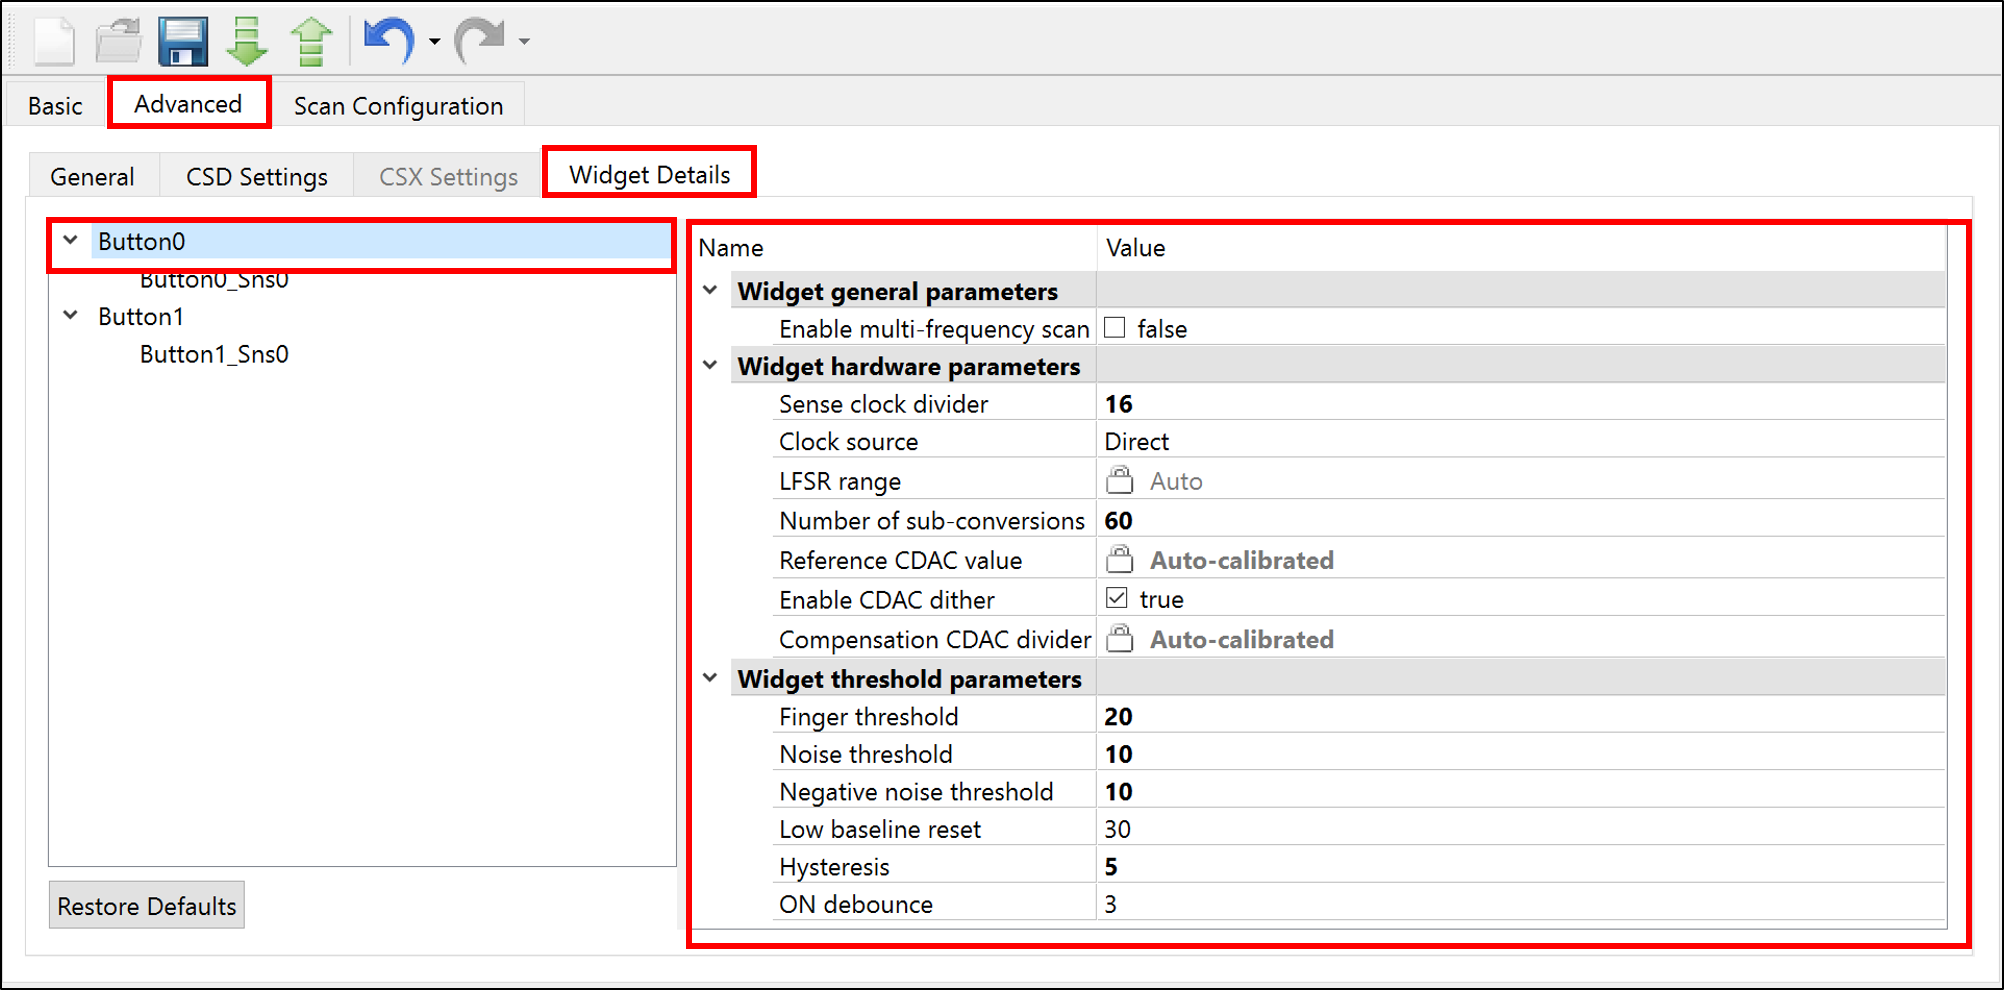 Basic Advanced Scan Configuration
General CSD Settings CSX Settings Widget Details
Button0
Button0_Sns0
Button1
Button1_Sns0
Restore Defaults
Name Value
Widget general parameters
Enable multi-frequency scan false
Widget hardware parameters
Sense clock divider 16
Clock source Direct
LFSR range Auto
Number of sub-conversions 60
Reference CDAC value Auto-calibrated
Enable CDAC dither true
Compensation CDAC divider Auto-calibrated
Widget threshold parameters
Finger threshold 20
Noise threshold 10
Negative noise threshold 10
Low baseline reset 30
Hysteresis 5
ON debounce 3